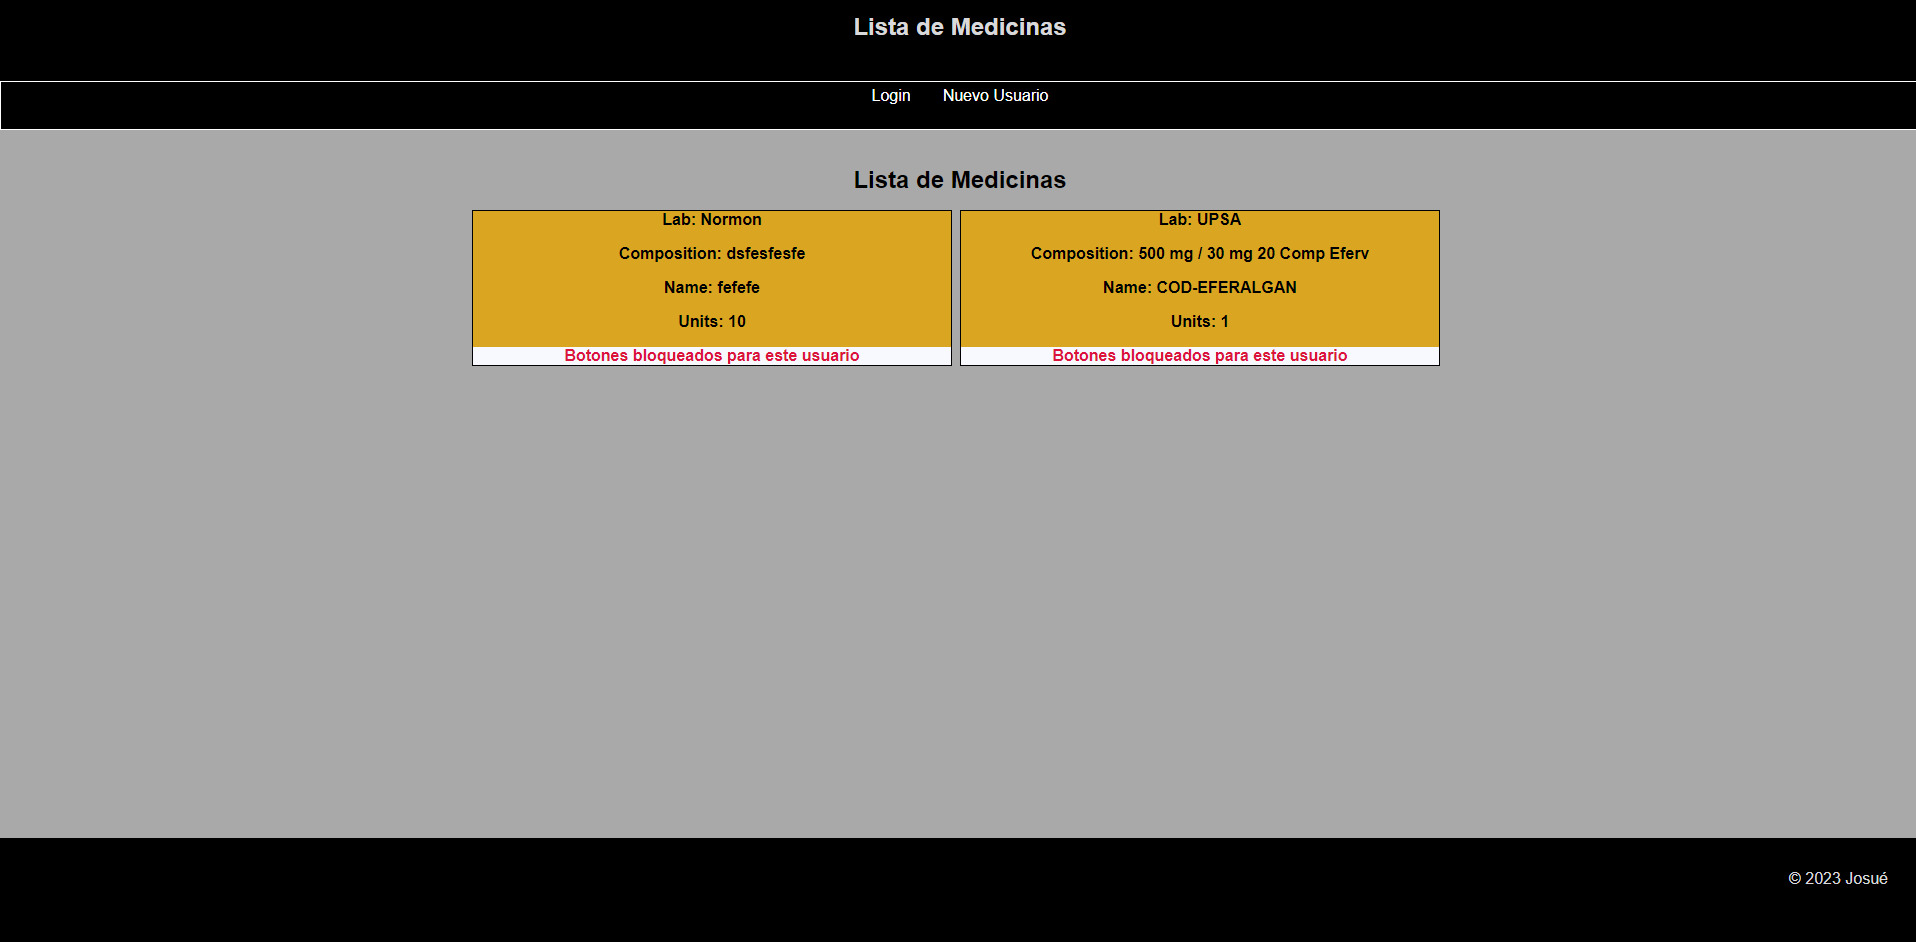 Lista de Medicinas
Login Nuevo Usuario
Lista de Medicinas
Lab: Normon
Composition: dsfesfesfe
Name: fefefe
Units: 10
Botones bloqueados para este usuario
Lab: UPSA
Composition: 500 mg / 30 mg 20 Comp Eferv
Name: COD-EFERALGAN
Units: 1
Botones bloqueados para este usuario
© 2023 Josué